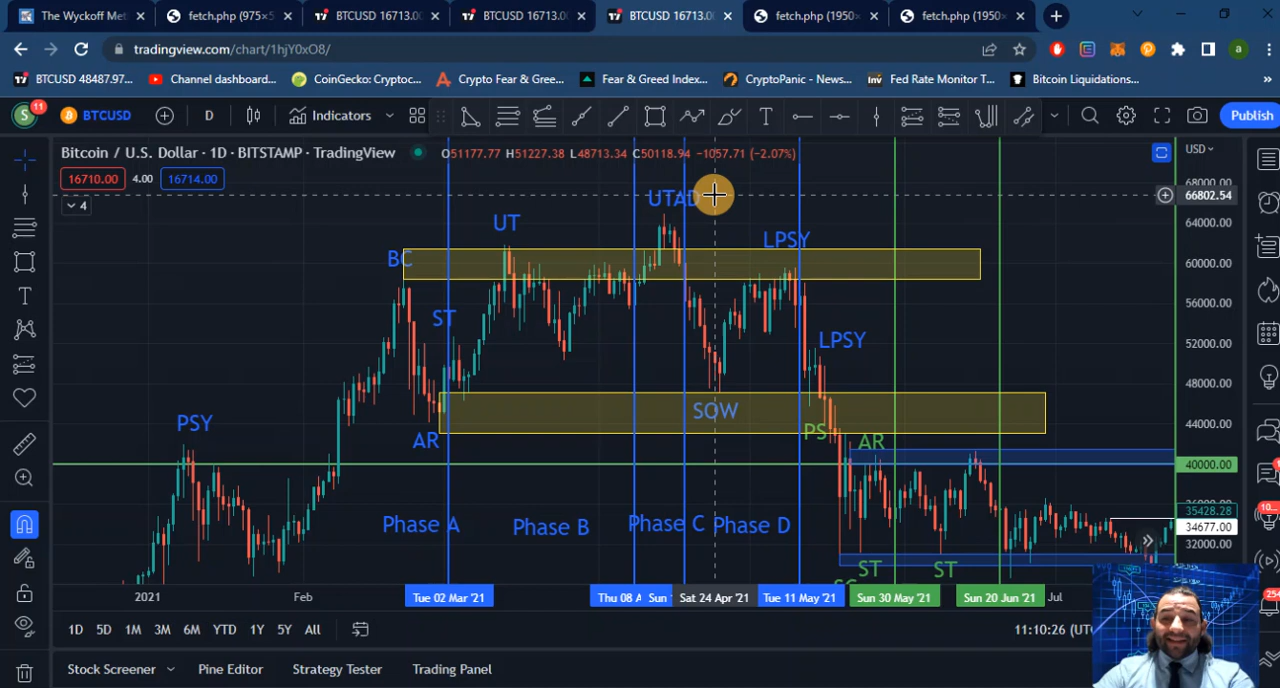 The Wyckoff Met
fetch.php (975×5
BTCUSD 16713.0
BTCUSD 16713.0
BTCUSD 16713.0
fetch.php (1950×
fetch.php (1950×
tradingview.com/chart/1hjY0xO8/
BTCUSD 48487.97...
Channel dashboard...
CoinGecko: Cryptoc...
Crypto Fear & Gree...
Fear & Greed Index...
CryptoPanic - News...
Fed Rate Monitor T...
Bitcoin Liquidations...
S
11
BTCUSD
D
Indicators
Publish
Bitcoin / U.S. Dollar · 1D · BITSTAMP · TradingView
O51177.77 H51227.38 L48713.34 C50118.94 −1057.71 (−2.07%)
USD
16710.00
4.00
16714.00
4
68000.00
66802.54
64000.00
60000.00
56000.00
52000.00
48000.00
44000.00
40000.00
36000.00
35428.28
34677.00
32000.00
UTAD
UT
LPSY
BC
ST
LPSY
SOW
PSY
AR
PS
AR
Phase A
Phase B
Phase C
Phase D
ST
ST
2021
Feb
Tue 02 Mar '21
Thu 08 A
Sun
Sat 24 Apr '21
Tue 11 May '21
Sun 30 May '21
Sun 20 Jun '21
Jul
1D
5D
1M
3M
6M
YTD
1Y
5Y
All
11:10:26 (UT
Stock Screener
Pine Editor
Strategy Tester
Trading Panel